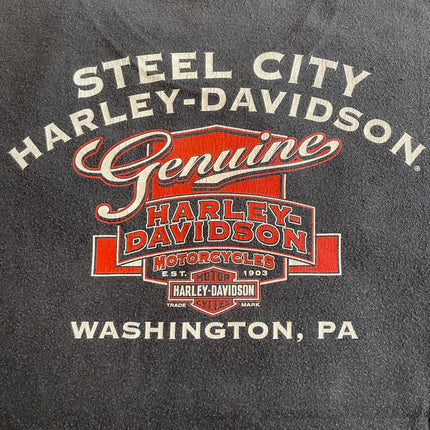 STEEL CITY
HARLEY-DAVIDSON®
Genuine
HARLEY-
DAVIDSON
MOTORCYCLES
EST. 1903
MOTOR
HARLEY-DAVIDSON
CYCLES
TRADE MARK
WASHINGTON, PA